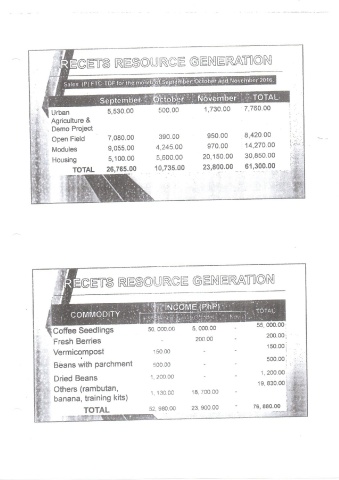 RECETS RESOURCE GENERATION
Sales (P) FTC-TGP for the months of September, October and November 2016
September October November TOTAL
Urban Agriculture & Demo Project 5,530.00 500.00 1,730.00 7,760.00
Open Field 7,080.00 390.00 950.00 8,420.00
Modules 9,055.00 4,245.00 970.00 14,270.00
Housing 5,100.00 5,600.00 20,150.00 30,850.00
TOTAL 26,765.00 10,735.00 23,800.00 61,300.00
RECETS RESOURCE GENERATION
COMMODITY INCOME (PhP) TOTAL
Coffee Seedlings 50,000.00 5,000.00 - 55,000.00
Fresh Berries - 200.00 - 200.00
Vermicompost 150.00 - - 150.00
Beans with parchment 500.00 - - 500.00
Dried Beans 1,200.00 - - 1,200.00
Others (rambutan, banana, training kits) 1,130.00 18,700.00 - 19,830.00
TOTAL 23,900.00 - 76,880.00